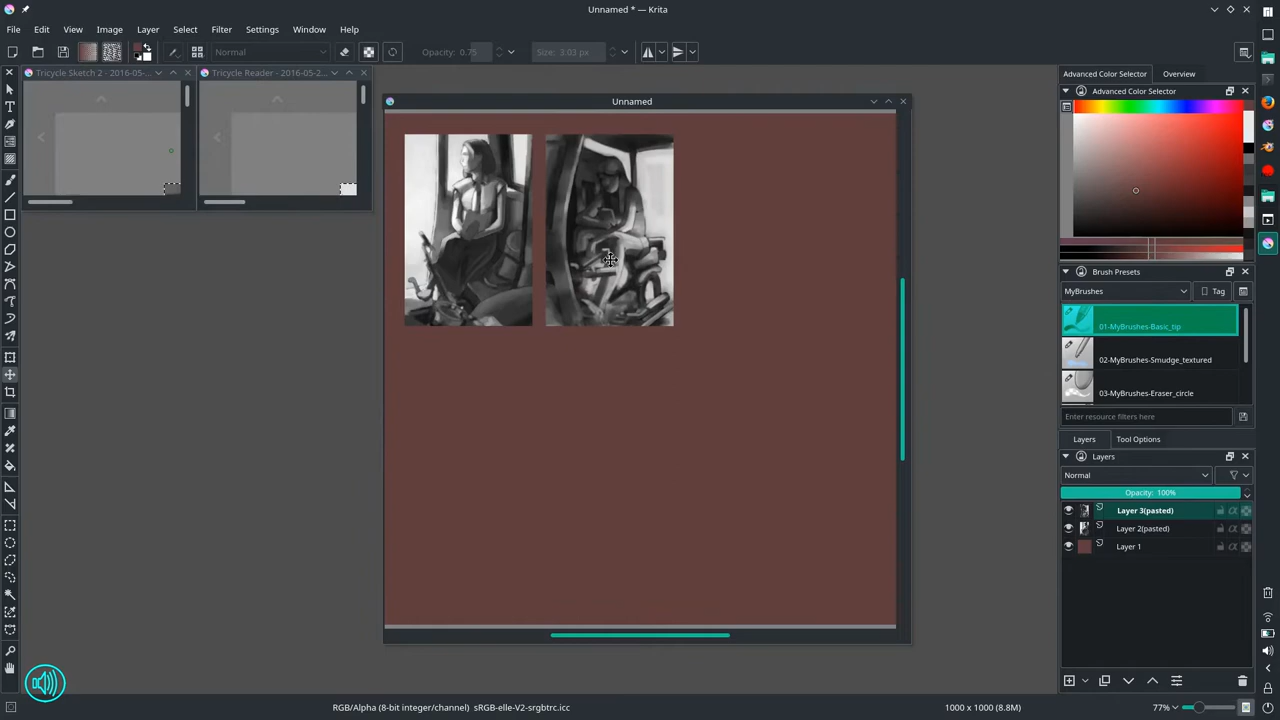 Unnamed * — Krita
File Edit View Image Layer Select Filter Settings Window Help
Normal Opacity: 0.75 Size: 3.03 px
Tricycle Sketch 2 - 2016-05-... Tricycle Reader - 2016-05-2...
Unnamed
Advanced Color Selector Overview
Advanced Color Selector
Brush Presets
MyBrushes Tag
01-MyBrushes-Basic_tip
02-MyBrushes-Smudge_textured
03-MyBrushes-Eraser_circle
Enter resource filters here
Layers Tool Options
Layers
Normal
Opacity: 100%
Layer 3(pasted)
Layer 2(pasted)
Layer 1
RGB/Alpha (8-bit integer/channel) sRGB-elle-V2-srgbtrc.icc 1000 x 1000 (8.8M) 77%